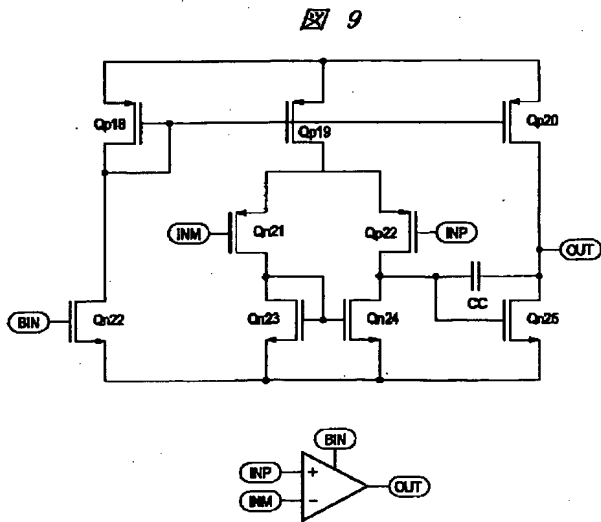 図 9
Qp18
Qp19
Qp20
INM
Qn21
Qp22
INP
OUT
BIN
Qn22
Qn23
Qn24
CC
Qn25
BIN
INP
+
INM
−
OUT